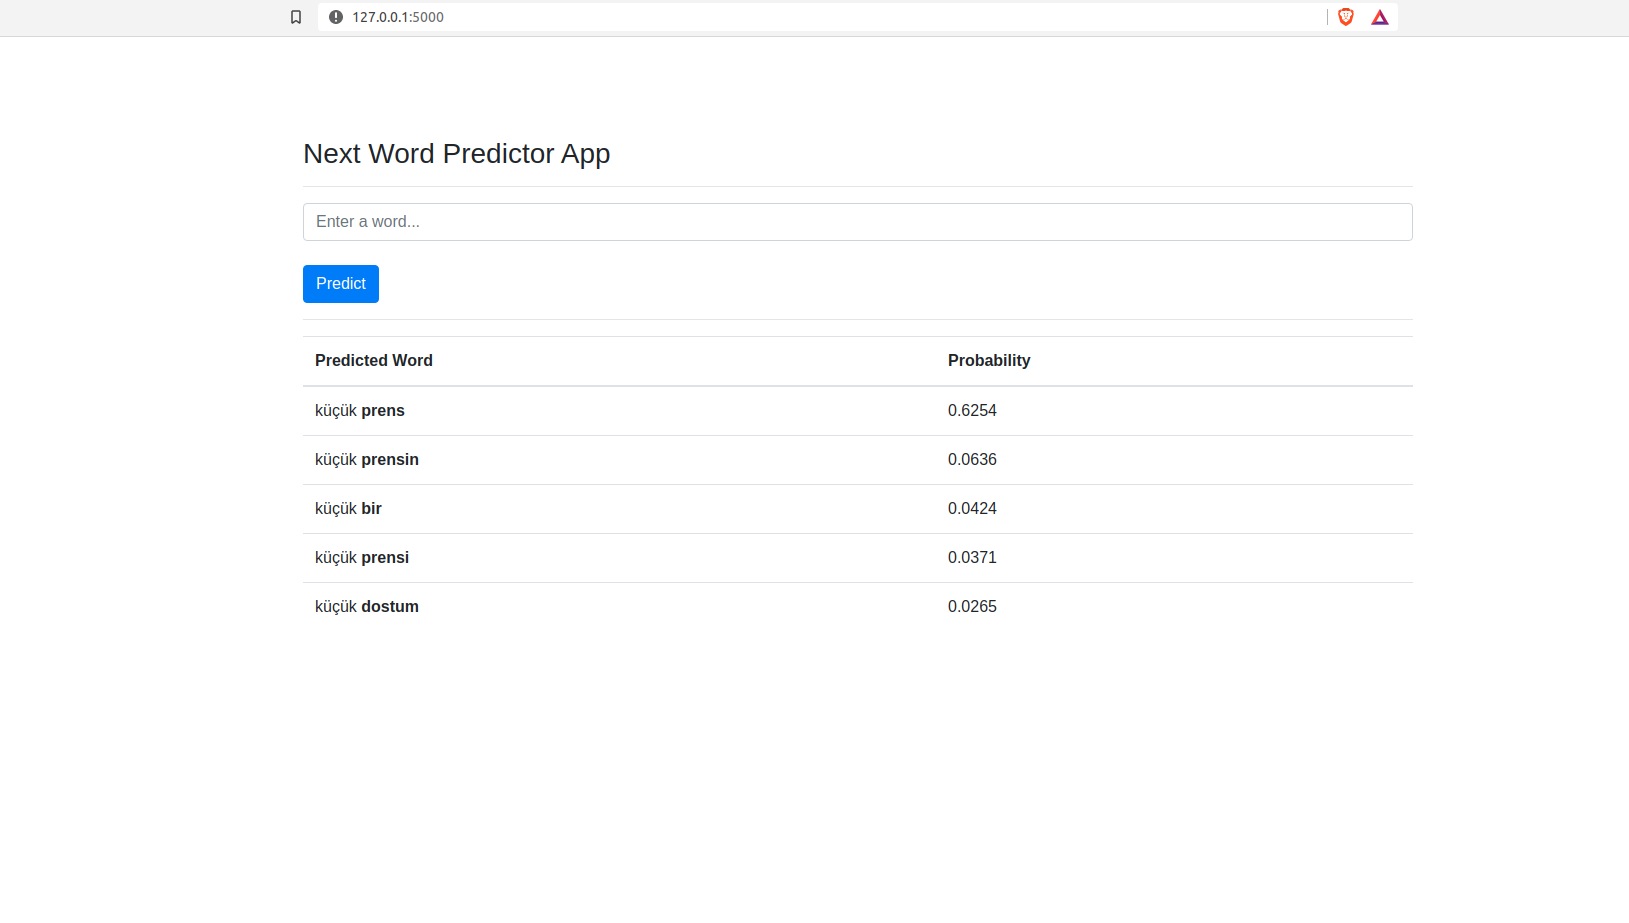 127.0.0.1:5000
Next Word Predictor App
Enter a word...
Predict
Predicted Word Probability
küçük prens 0.6254
küçük prensin 0.0636
küçük bir 0.0424
küçük prensi 0.0371
küçük dostum 0.0265